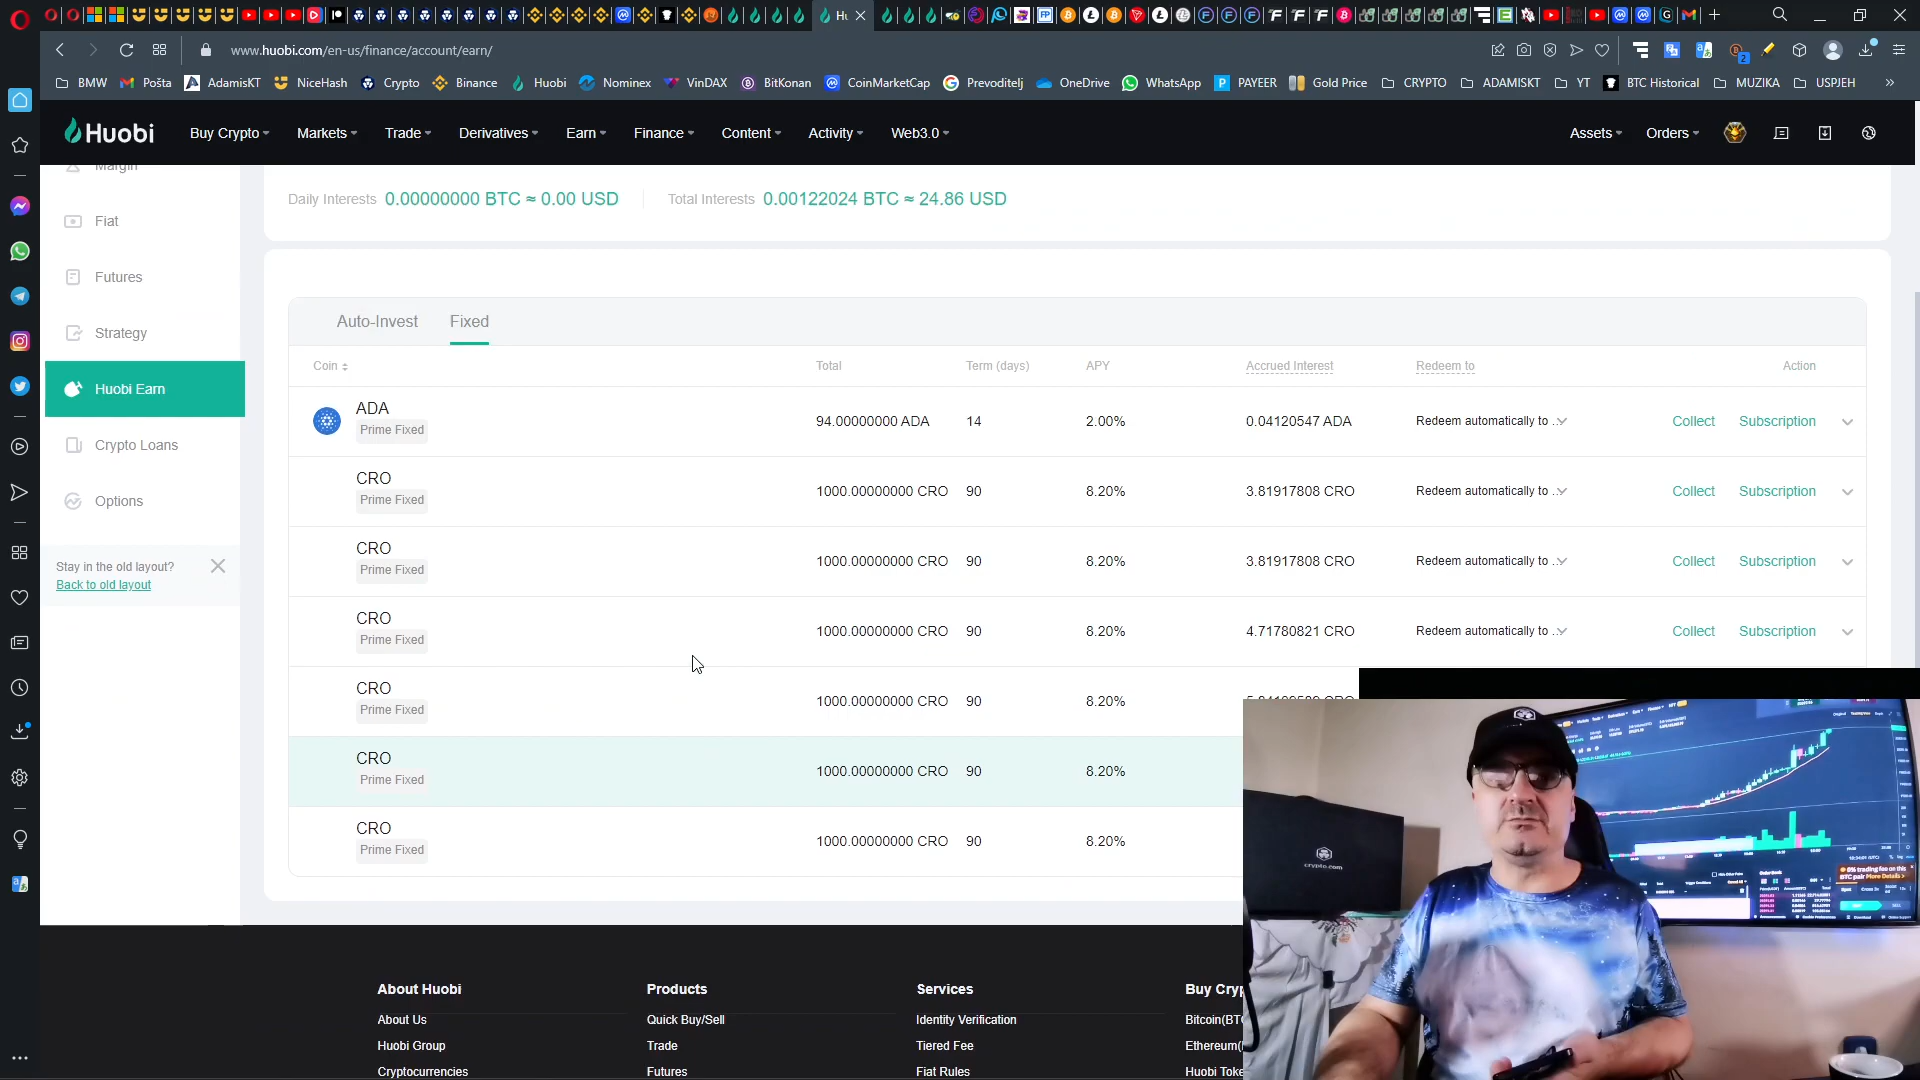 www.huobi.com/en-us/finance/account/earn/
BMW Pošta AdamisKT NiceHash Crypto Binance Huobi Nominex VinDAX BitKonan CoinMarketCap Prevoditelj OneDrive WhatsApp PAYEER Gold Price CRYPTO ADAMISKT YT BTC Historical MUZIKA USPJEH »
Huobi Buy Crypto Markets Trade Derivatives Earn Finance Content Activity Web3.0 Assets Orders
Margin
Fiat
Futures
Strategy
Huobi Earn
Crypto Loans
Options
Stay in the old layout?
Back to old layout
Daily Interests 0.00000000 BTC ≈ 0.00 USD Total Interests 0.00122024 BTC ≈ 24.86 USD
Auto-Invest Fixed
Coin Total Term (days) APY Accrued Interest Redeem to Action
ADA
Prime Fixed
94.00000000 ADA 14 2.00% 0.04120547 ADA Redeem automatically to ... Collect Subscription
CRO
Prime Fixed
1000.00000000 CRO 90 8.20% 3.81917808 CRO Redeem automatically to ... Collect Subscription
CRO
Prime Fixed
1000.00000000 CRO 90 8.20% 3.81917808 CRO Redeem automatically to ... Collect Subscription
CRO
Prime Fixed
1000.00000000 CRO 90 8.20% 4.71780821 CRO Redeem automatically to ... Collect Subscription
CRO
Prime Fixed
1000.00000000 CRO 90 8.20%
CRO
Prime Fixed
1000.00000000 CRO 90 8.20%
CRO
Prime Fixed
1000.00000000 CRO 90 8.20%
crypto.com
About Huobi Products Services Buy Cryp
About Us Quick Buy/Sell Identity Verification Bitcoin(BTC
Huobi Group Trade Tiered Fee Ethereum(
Cryptocurrencies Futures Fiat Rules Huobi Toke